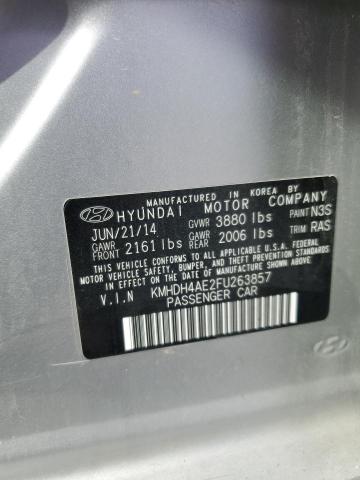 MANUFACTURED IN KOREA BY
HYUNDAI MOTOR COMPANY
JUN/21/14 GVWR 3880 lbs PAINT N3S
GAWR FRONT 2161 lbs GAWR REAR 2006 lbs TRIM RAS
THIS VEHICLE CONFORMS TO ALL APPLICABLE U.S. FEDERAL
MOTOR VEHICLE SAFETY, BUMPER, AND THEFT PREVENTION STANDARDS
IN EFFECT ON THE DATE OF MANUFACTURE SHOWN ABOVE.
V.I.N KMHDH4AE2FU263857
PASSENGER CAR